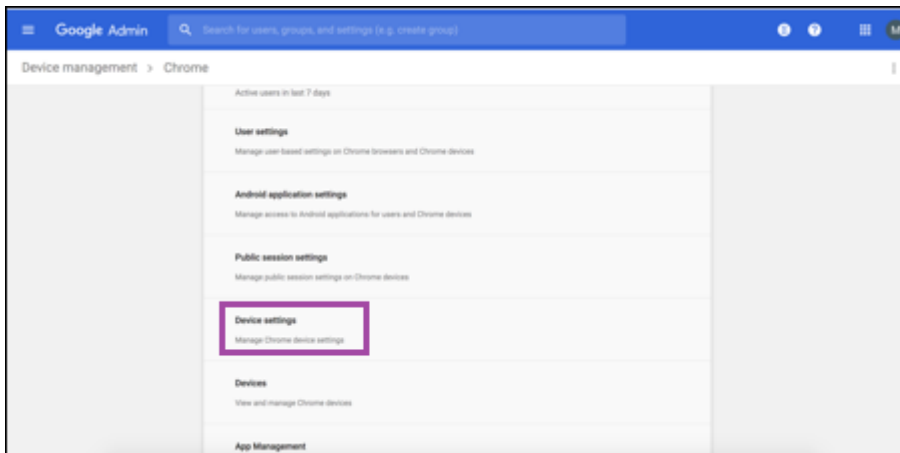 Google Admin
Search for users, groups, and settings (e.g. create group)
Device management > Chrome
Active users in last 7 days
User settings
Manage user-based settings on Chrome browsers and Chrome devices
Android application settings
Manage access to Android applications for users and Chrome devices
Public session settings
Manage public session settings on Chrome devices
Device settings
Manage Chrome device settings
Devices
View and manage Chrome devices
App Management